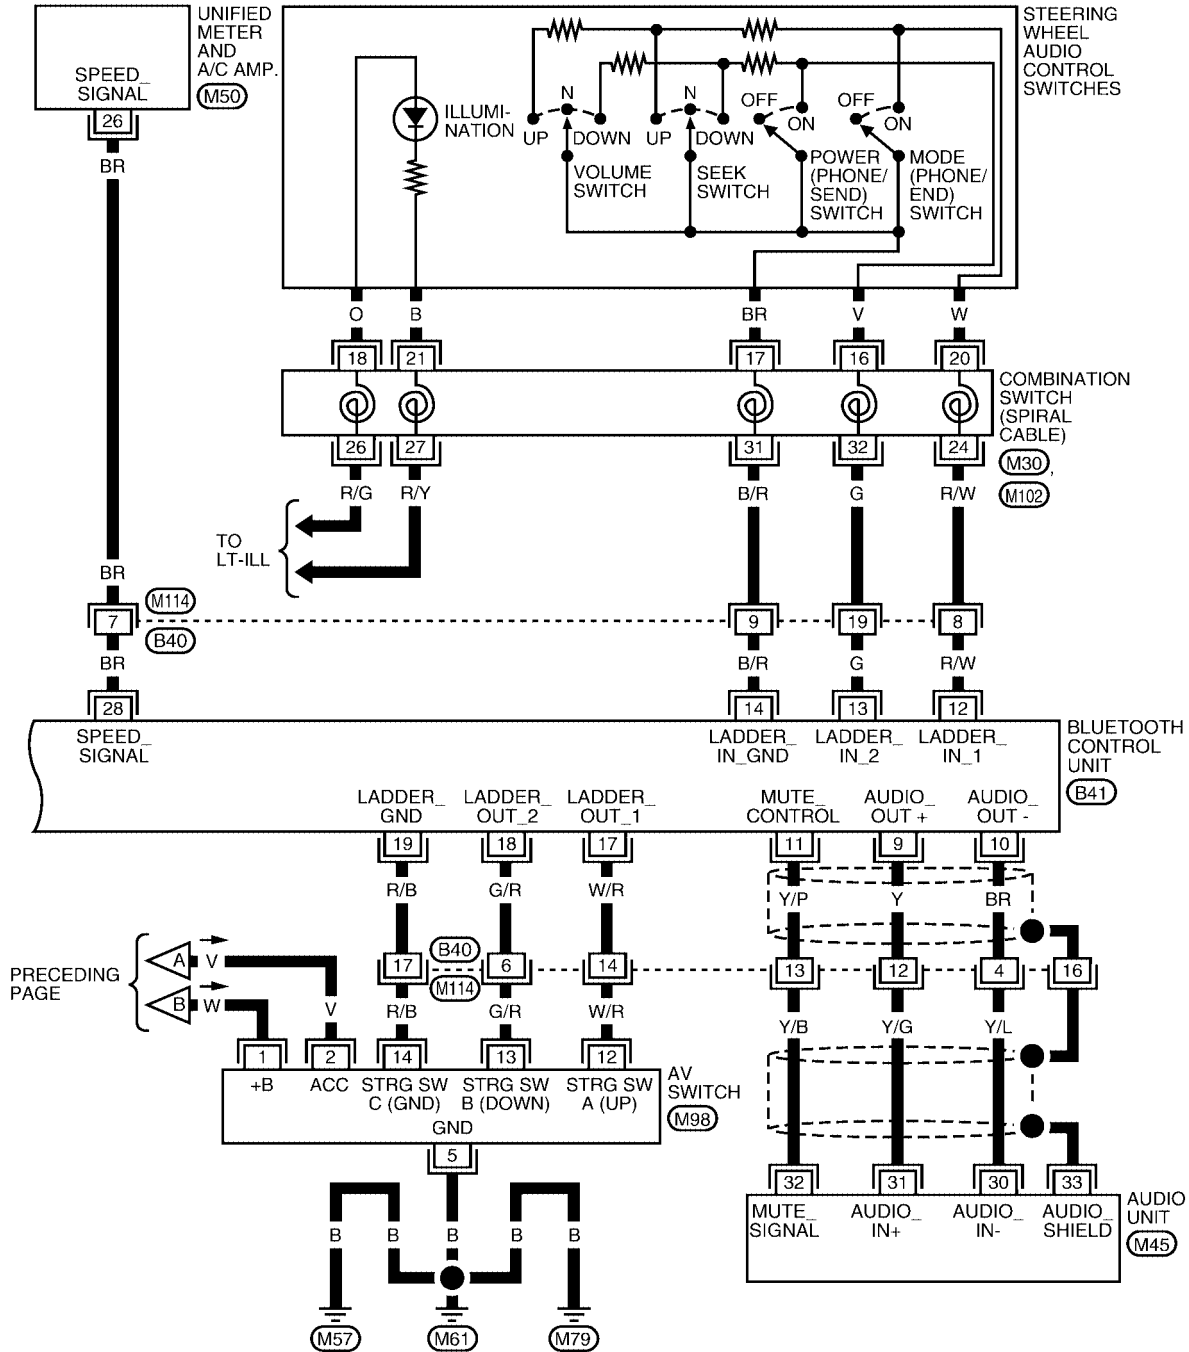 UNIFIED
METER
AND
A/C AMP.
M50
SPEED_
SIGNAL
26
BR
STEERING
WHEEL
AUDIO
CONTROL
SWITCHES
ILLUMI-
NATION
N
UP
DOWN
VOLUME
SWITCH
N
UP
DOWN
SEEK
SWITCH
OFF
ON
POWER
(PHONE/
SEND)
SWITCH
OFF
ON
MODE
(PHONE/
END)
SWITCH
O B BR V W
18 21 17 16 20
COMBINATION
SWITCH
(SPIRAL
CABLE)
M30,
M102
26 27 31 32 24
R/G R/Y B/R G R/W
TO
LT-ILL
BR
M114
7 9 19 8
B40
BR B/R G R/W
28 14 13 12
SPEED_
SIGNAL
LADDER_
IN_GND
LADDER_
IN_2
LADDER_
IN_1
BLUETOOTH
CONTROL
UNIT
B41
LADDER_
GND
LADDER_
OUT_2
LADDER_
OUT_1
MUTE_
CONTROL
AUDIO_
OUT +
AUDIO_
OUT -
19 18 17 11 9 10
R/B G/R W/R Y/P Y BR
PRECEDING
PAGE
A V
B W
B40
17 6 14 13 12 4 16
M114
V R/B G/R W/R Y/B Y/G Y/L
1 2 14 13 12
+B
ACC
STRG SW
C (GND)
STRG SW
B (DOWN)
STRG SW
A (UP)
GND
AV
SWITCH
M98
5
32 31 30 33
MUTE_
SIGNAL
AUDIO_
IN+
AUDIO_
IN-
AUDIO_
SHIELD
AUDIO
UNIT
M45
B B B B B
M57 M61 M79